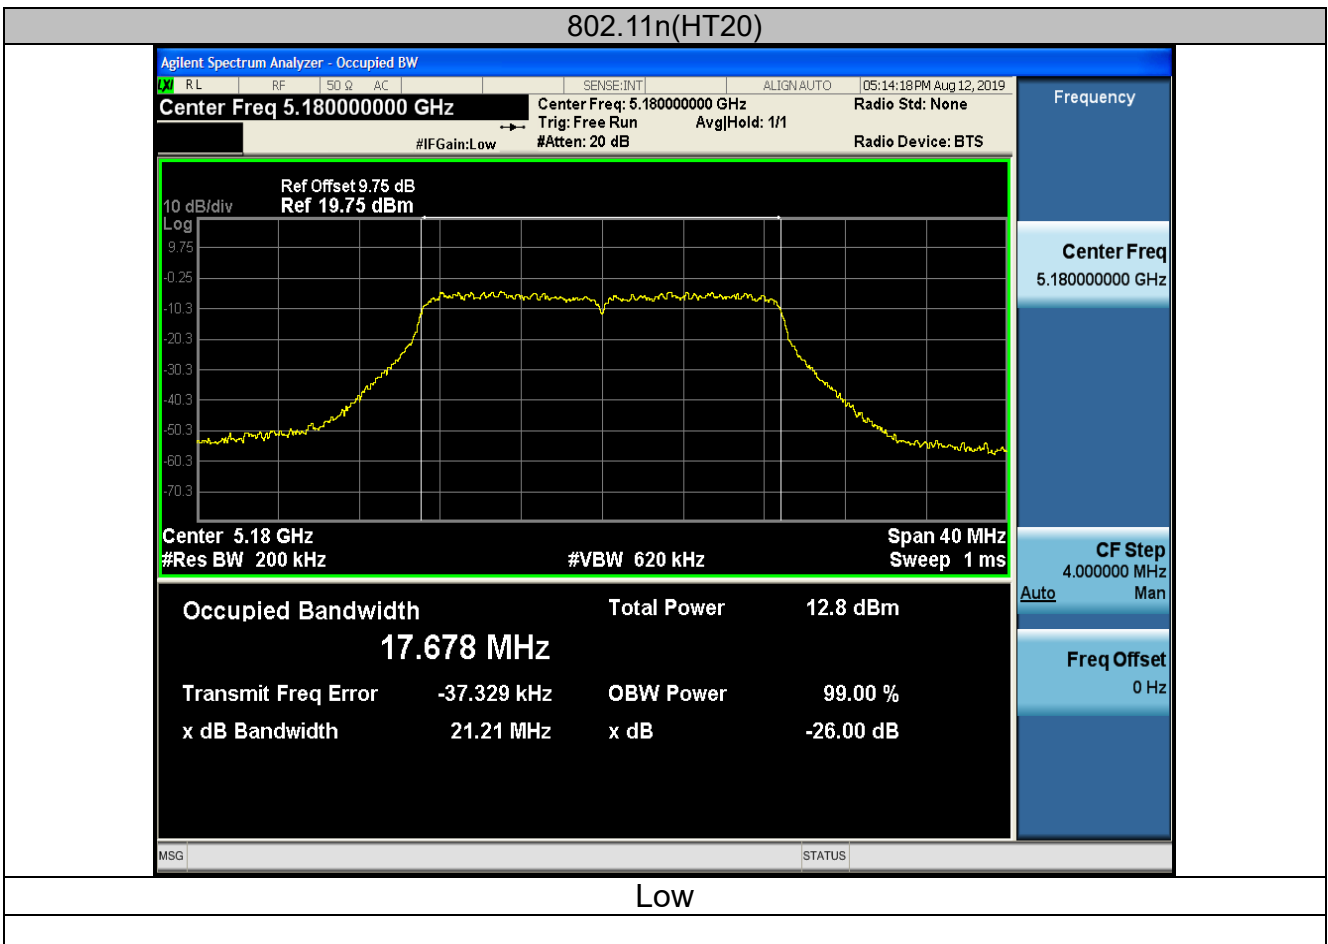 802.11n(HT20)
Agilent Spectrum Analyzer - Occupied BW
LXI RL RF 50 Ω AC SENSE:INT ALIGN AUTO 05:14:18 PM Aug 12, 2019
Center Freq 5.180000000 GHz
Center Freq: 5.180000000 GHz
Radio Std: None
Trig: Free Run Avg|Hold: 1/1
#IFGain:Low
#Atten: 20 dB
Radio Device: BTS
Ref Offset 9.75 dB
10 dB/div Ref 19.75 dBm
Log
9.75
-0.25
-10.3
-20.3
-30.3
-40.3
-50.3
-60.3
-70.3
Center 5.18 GHz Span 40 MHz
#Res BW 200 kHz #VBW 620 kHz Sweep 1 ms
Occupied Bandwidth Total Power 12.8 dBm
17.678 MHz
Transmit Freq Error -37.329 kHz OBW Power 99.00 %
x dB Bandwidth 21.21 MHz x dB -26.00 dB
MSG STATUS
Frequency
Center Freq
5.180000000 GHz
CF Step
4.000000 MHz
Auto Man
Freq Offset
0 Hz
Low